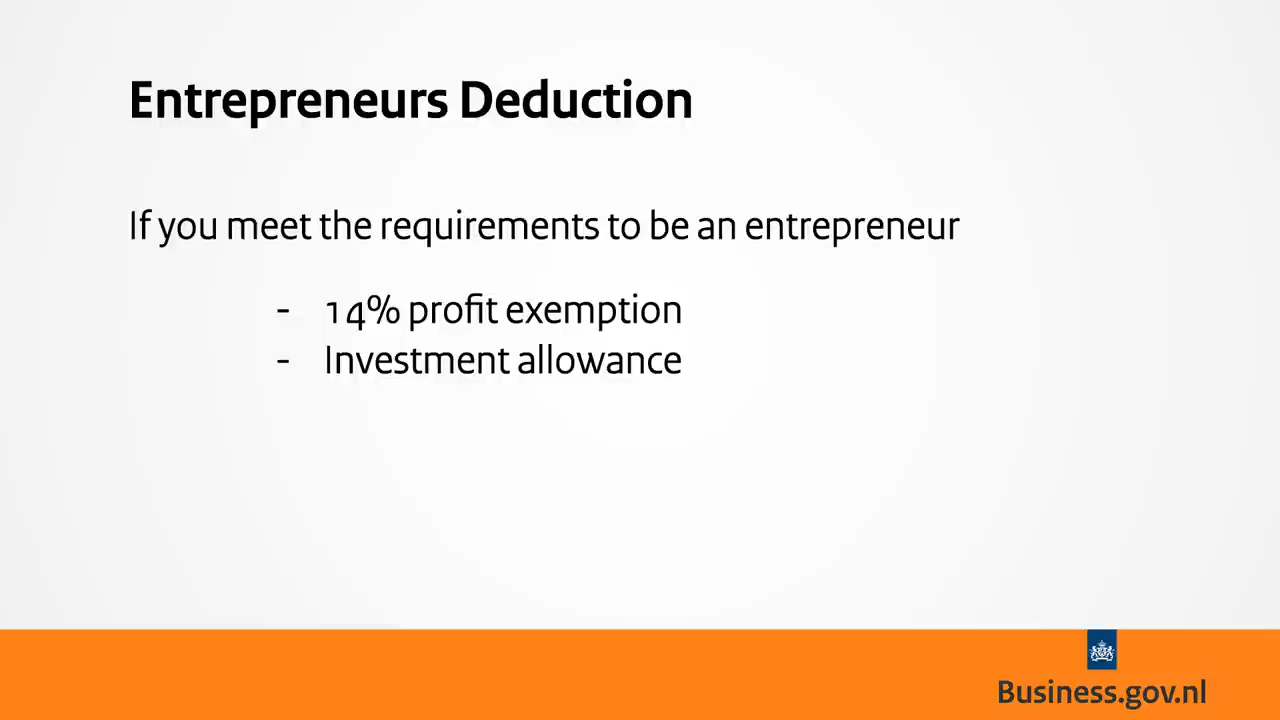 Entrepreneurs Deduction
If you meet the requirements to be an entrepreneur
- 14% profit exemption
- Investment allowance
Business.gov.nl